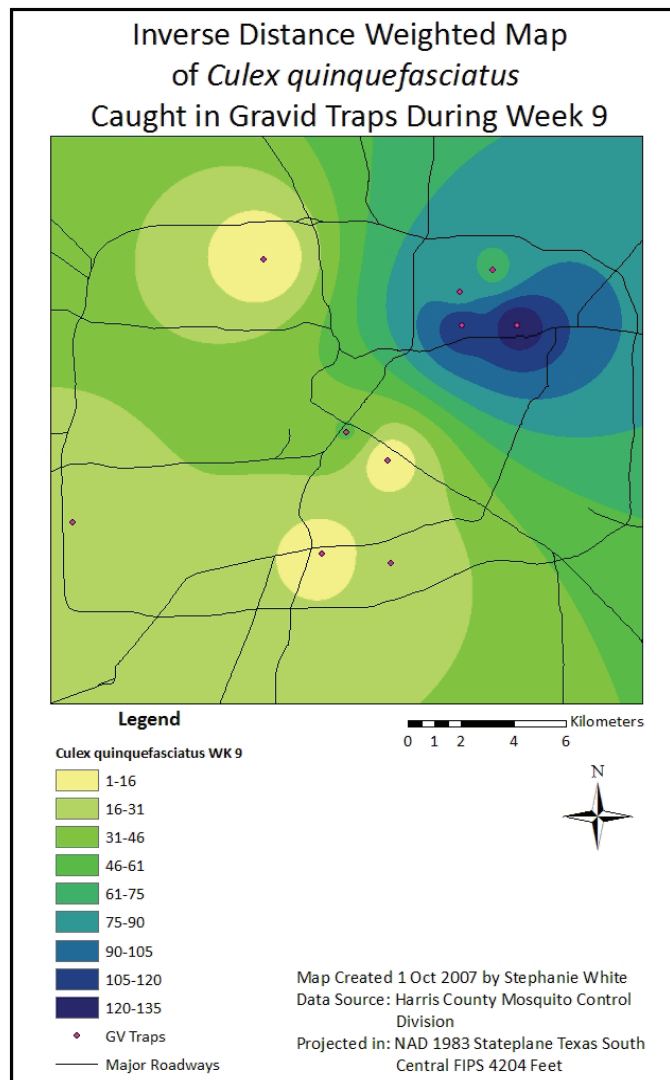 Inverse Distance Weighted Map
of Culex quinquefasciatus
Caught in Gravid Traps During Week 9
Legend
Culex quinquefasciatus WK 9
1-16
16-31
31-46
46-61
61-75
75-90
90-105
105-120
120-135
GV Traps
Major Roadways
Kilometers
0 1 2 4 6
N
Map Created 1 Oct 2007 by Stephanie White
Data Source: Harris County Mosquito Control
Division
Projected in: NAD 1983 Stateplane Texas South
Central FIPS 4204 Feet